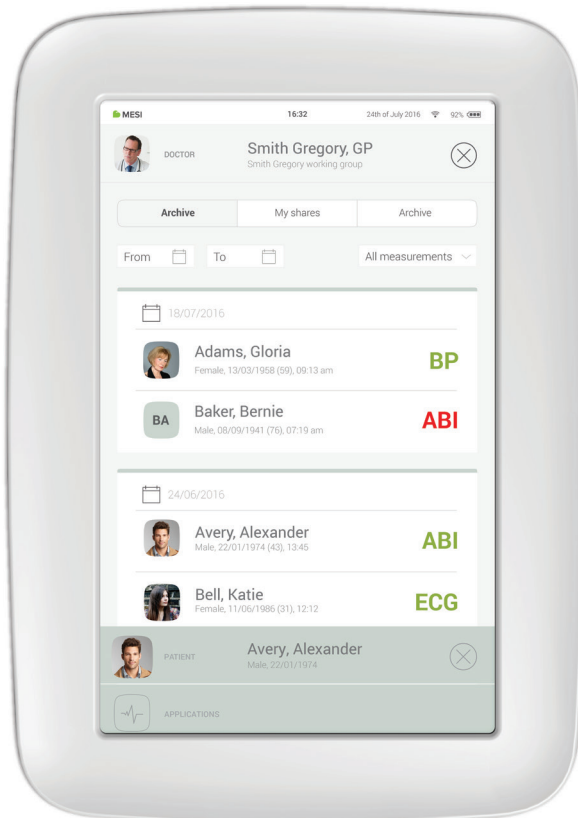 MESI 16:32 24th of July 2016 92%
DOCTOR Smith Gregory, GP
Smith Gregory working group
Archive My shares Archive
From To All measurements
18/07/2016
Adams, Gloria BP
Female, 13/03/1958 (59), 09:13 am
BA Baker, Bernie ABI
Male, 08/09/1941 (76), 07:19 am
24/06/2016
Avery, Alexander ABI
Male, 22/01/1974 (43), 13:45
Bell, Katie ECG
Female, 11/06/1986 (31), 12:12
PATIENT Avery, Alexander
Male, 22/01/1974
APPLICATIONS